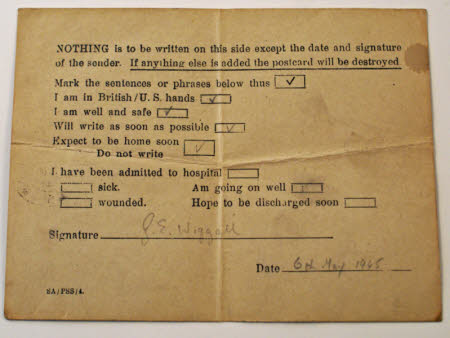 NOTHING is to be written on this side except the date and signature
of the sender. If anything else is added the postcard will be destroyed
Mark the sentences or phrases below thus ✓
I am in British/U.S. hands ✓
I am well and safe ✓
Will write as soon as possible ✓
Expect to be home soon ✓
Do not write
I have been admitted to hospital
sick. Am going on well
wounded. Hope to be discharged soon
Signature J.E. Wiggall
Date 6th May 1945
SA/PSS/4.